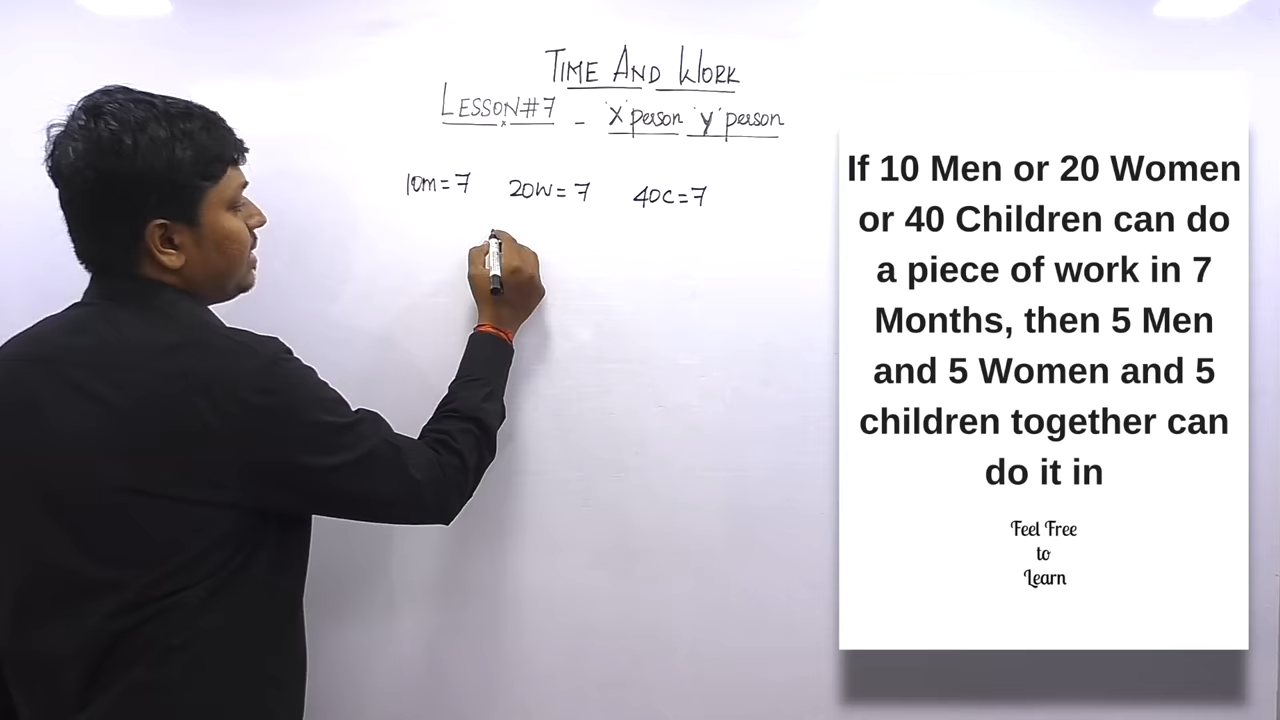 TIME AND WORK
LESSON#7 - 'X' person 'y' person
10m=7 20W=7 40C=7
If 10 Men or 20 Women
or 40 Children can do
a piece of work in 7
Months, then 5 Men
and 5 Women and 5
children together can
do it in
Feel Free
to
Learn